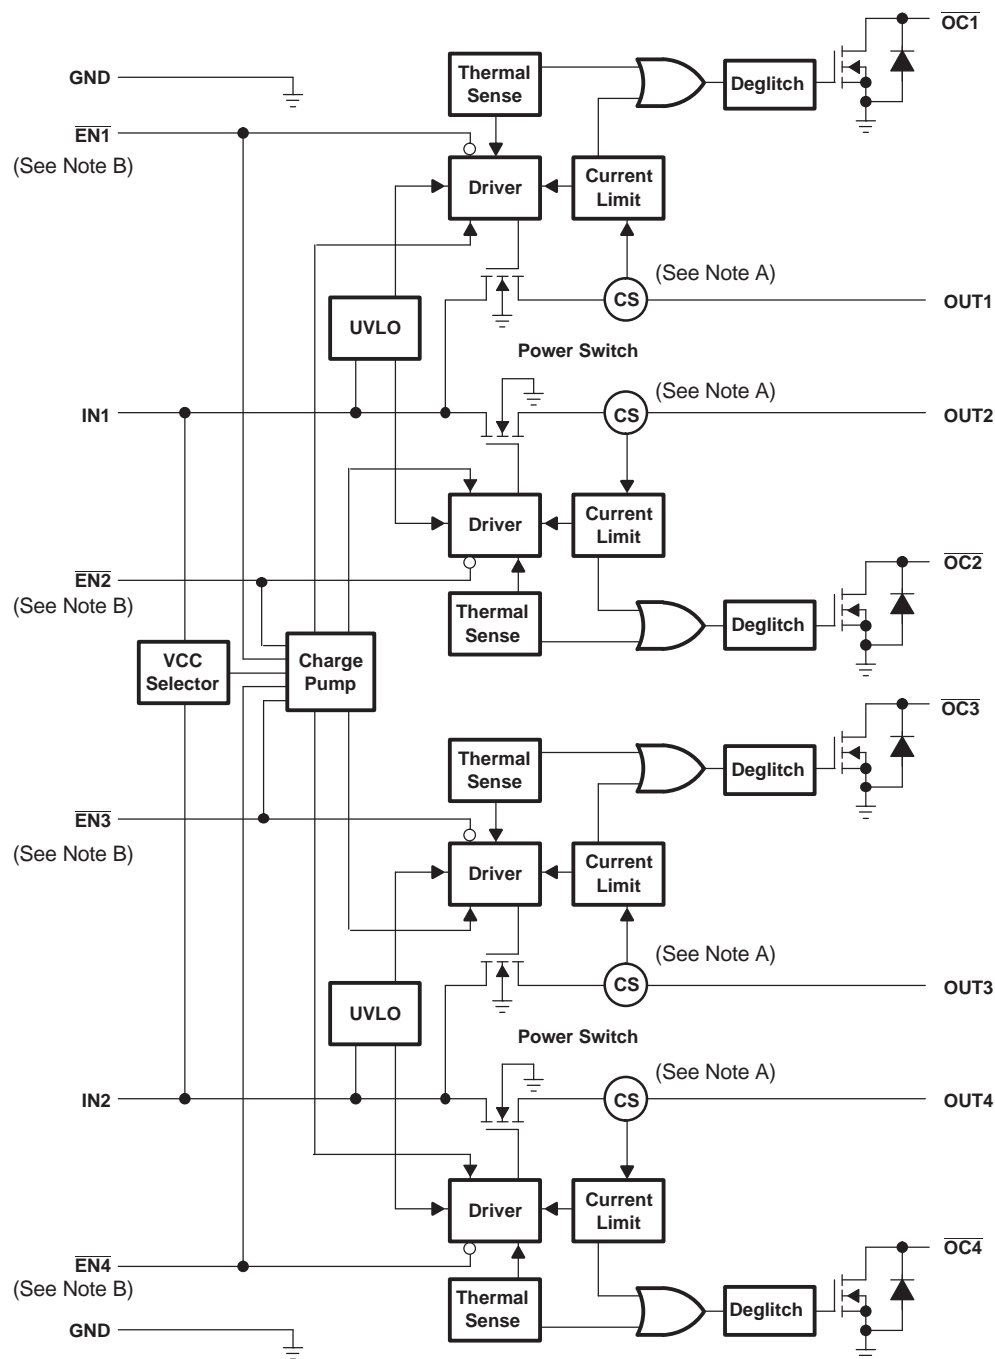 OC1
GND
Thermal
Sense
Deglitch
EN1
(See Note B)
Driver
Current
Limit
(See Note A)
CS
OUT1
UVLO
Power Switch
(See Note A)
IN1
CS
OUT2
Driver
Current
Limit
OC2
EN2
(See Note B)
Thermal
Sense
Deglitch
VCC
Selector
Charge
Pump
OC3
Thermal
Sense
Deglitch
EN3
(See Note B)
Driver
Current
Limit
(See Note A)
CS
OUT3
UVLO
Power Switch
(See Note A)
IN2
CS
OUT4
Driver
Current
Limit
OC4
EN4
(See Note B)
Thermal
Sense
Deglitch
GND